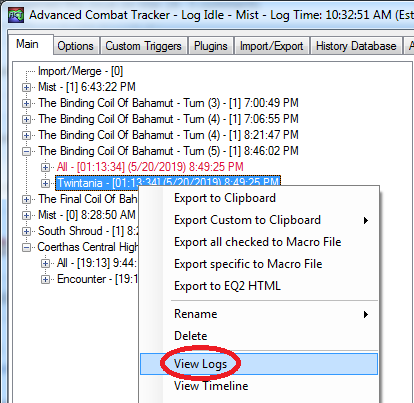 Advanced Combat Tracker - Log Idle - Mist - Log Time: 10:32:51 AM (Est
Main Options Custom Triggers Plugins Import/Export History Database
Import/Merge - [0]
Mist - [1] 6:43:22 PM
The Binding Coil Of Bahamut - Turn (3) - [1] 7:00:49 PM
The Binding Coil Of Bahamut - Turn (4) - [1] 7:06:55 PM
The Binding Coil Of Bahamut - Turn (4) - [1] 8:21:47 PM
The Binding Coil Of Bahamut - Turn (5) - [1] 8:46:02 PM
All - [01:13:34] (5/20/2019) 8:49:25 PM
Twintania - [01:13:34] (5/20/2019) 8:49:25 PM
The Final Coil Of Bah
Mist - [0] 8:28:50 AM
South Shroud - [1] 8:
Coerthas Central High
All - [19:13] 9:44:
Encounter - [19:
Export to Clipboard
Export Custom to Clipboard
Export all checked to Macro File
Export specific to Macro File
Export to EQ2 HTML
Rename
Delete
View Logs
View Timeline